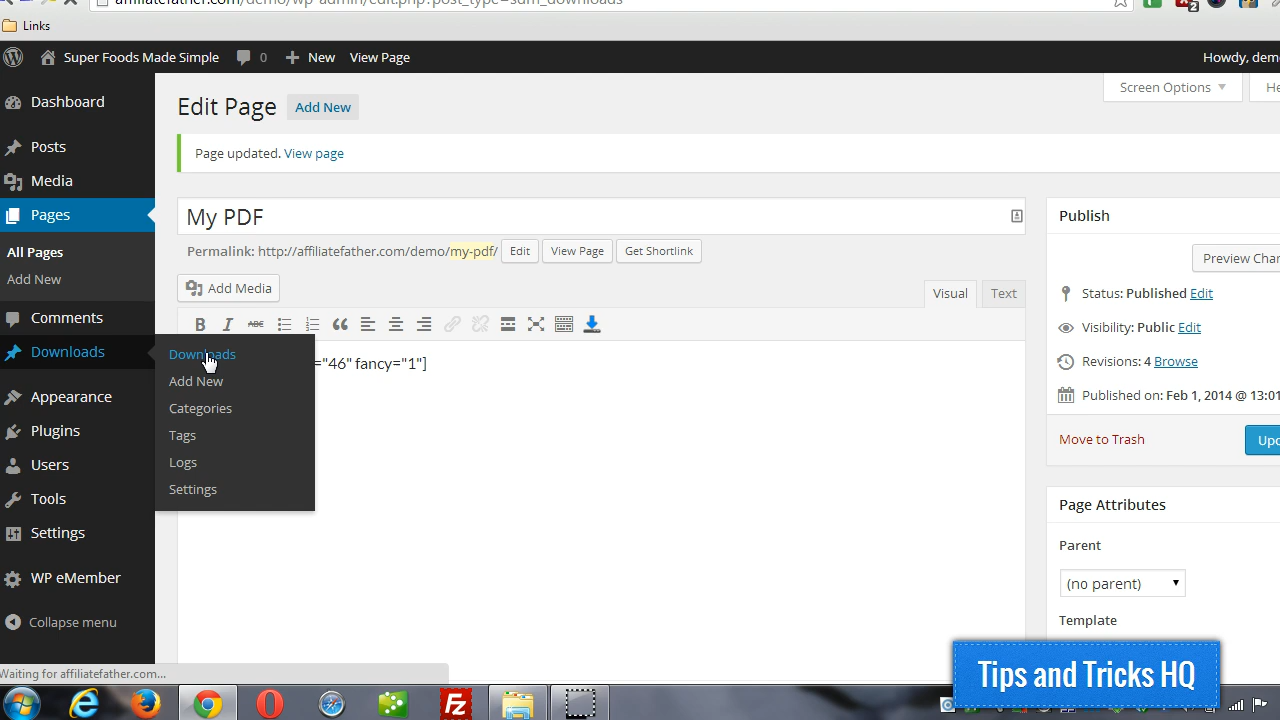 affiliatefather.com/demo/wp-admin/edit.php?post_type=sdm_downloads
Links
Super Foods Made Simple 0 New View Page Howdy, demo
Dashboard
Posts
Media
Pages
All Pages
Add New
Comments
Downloads
Appearance
Plugins
Users
Tools
Settings
WP eMember
Collapse menu
Downloads
Add New
Categories
Tags
Logs
Settings
Screen Options
He
Edit Page Add New
Page updated. View page
My PDF
Permalink: http://affiliatefather.com/demo/my-pdf/ Edit View Page Get Shortlink
Add Media
Visual Text
B I ABC
="46" fancy="1"]
Publish
Preview Chan
Status: Published Edit
Visibility: Public Edit
Revisions: 4 Browse
Published on: Feb 1, 2014 @ 13:01
Move to Trash
Upd
Page Attributes
Parent
(no parent)
Template
Waiting for affiliatefather.com...
Tips and Tricks HQ
2